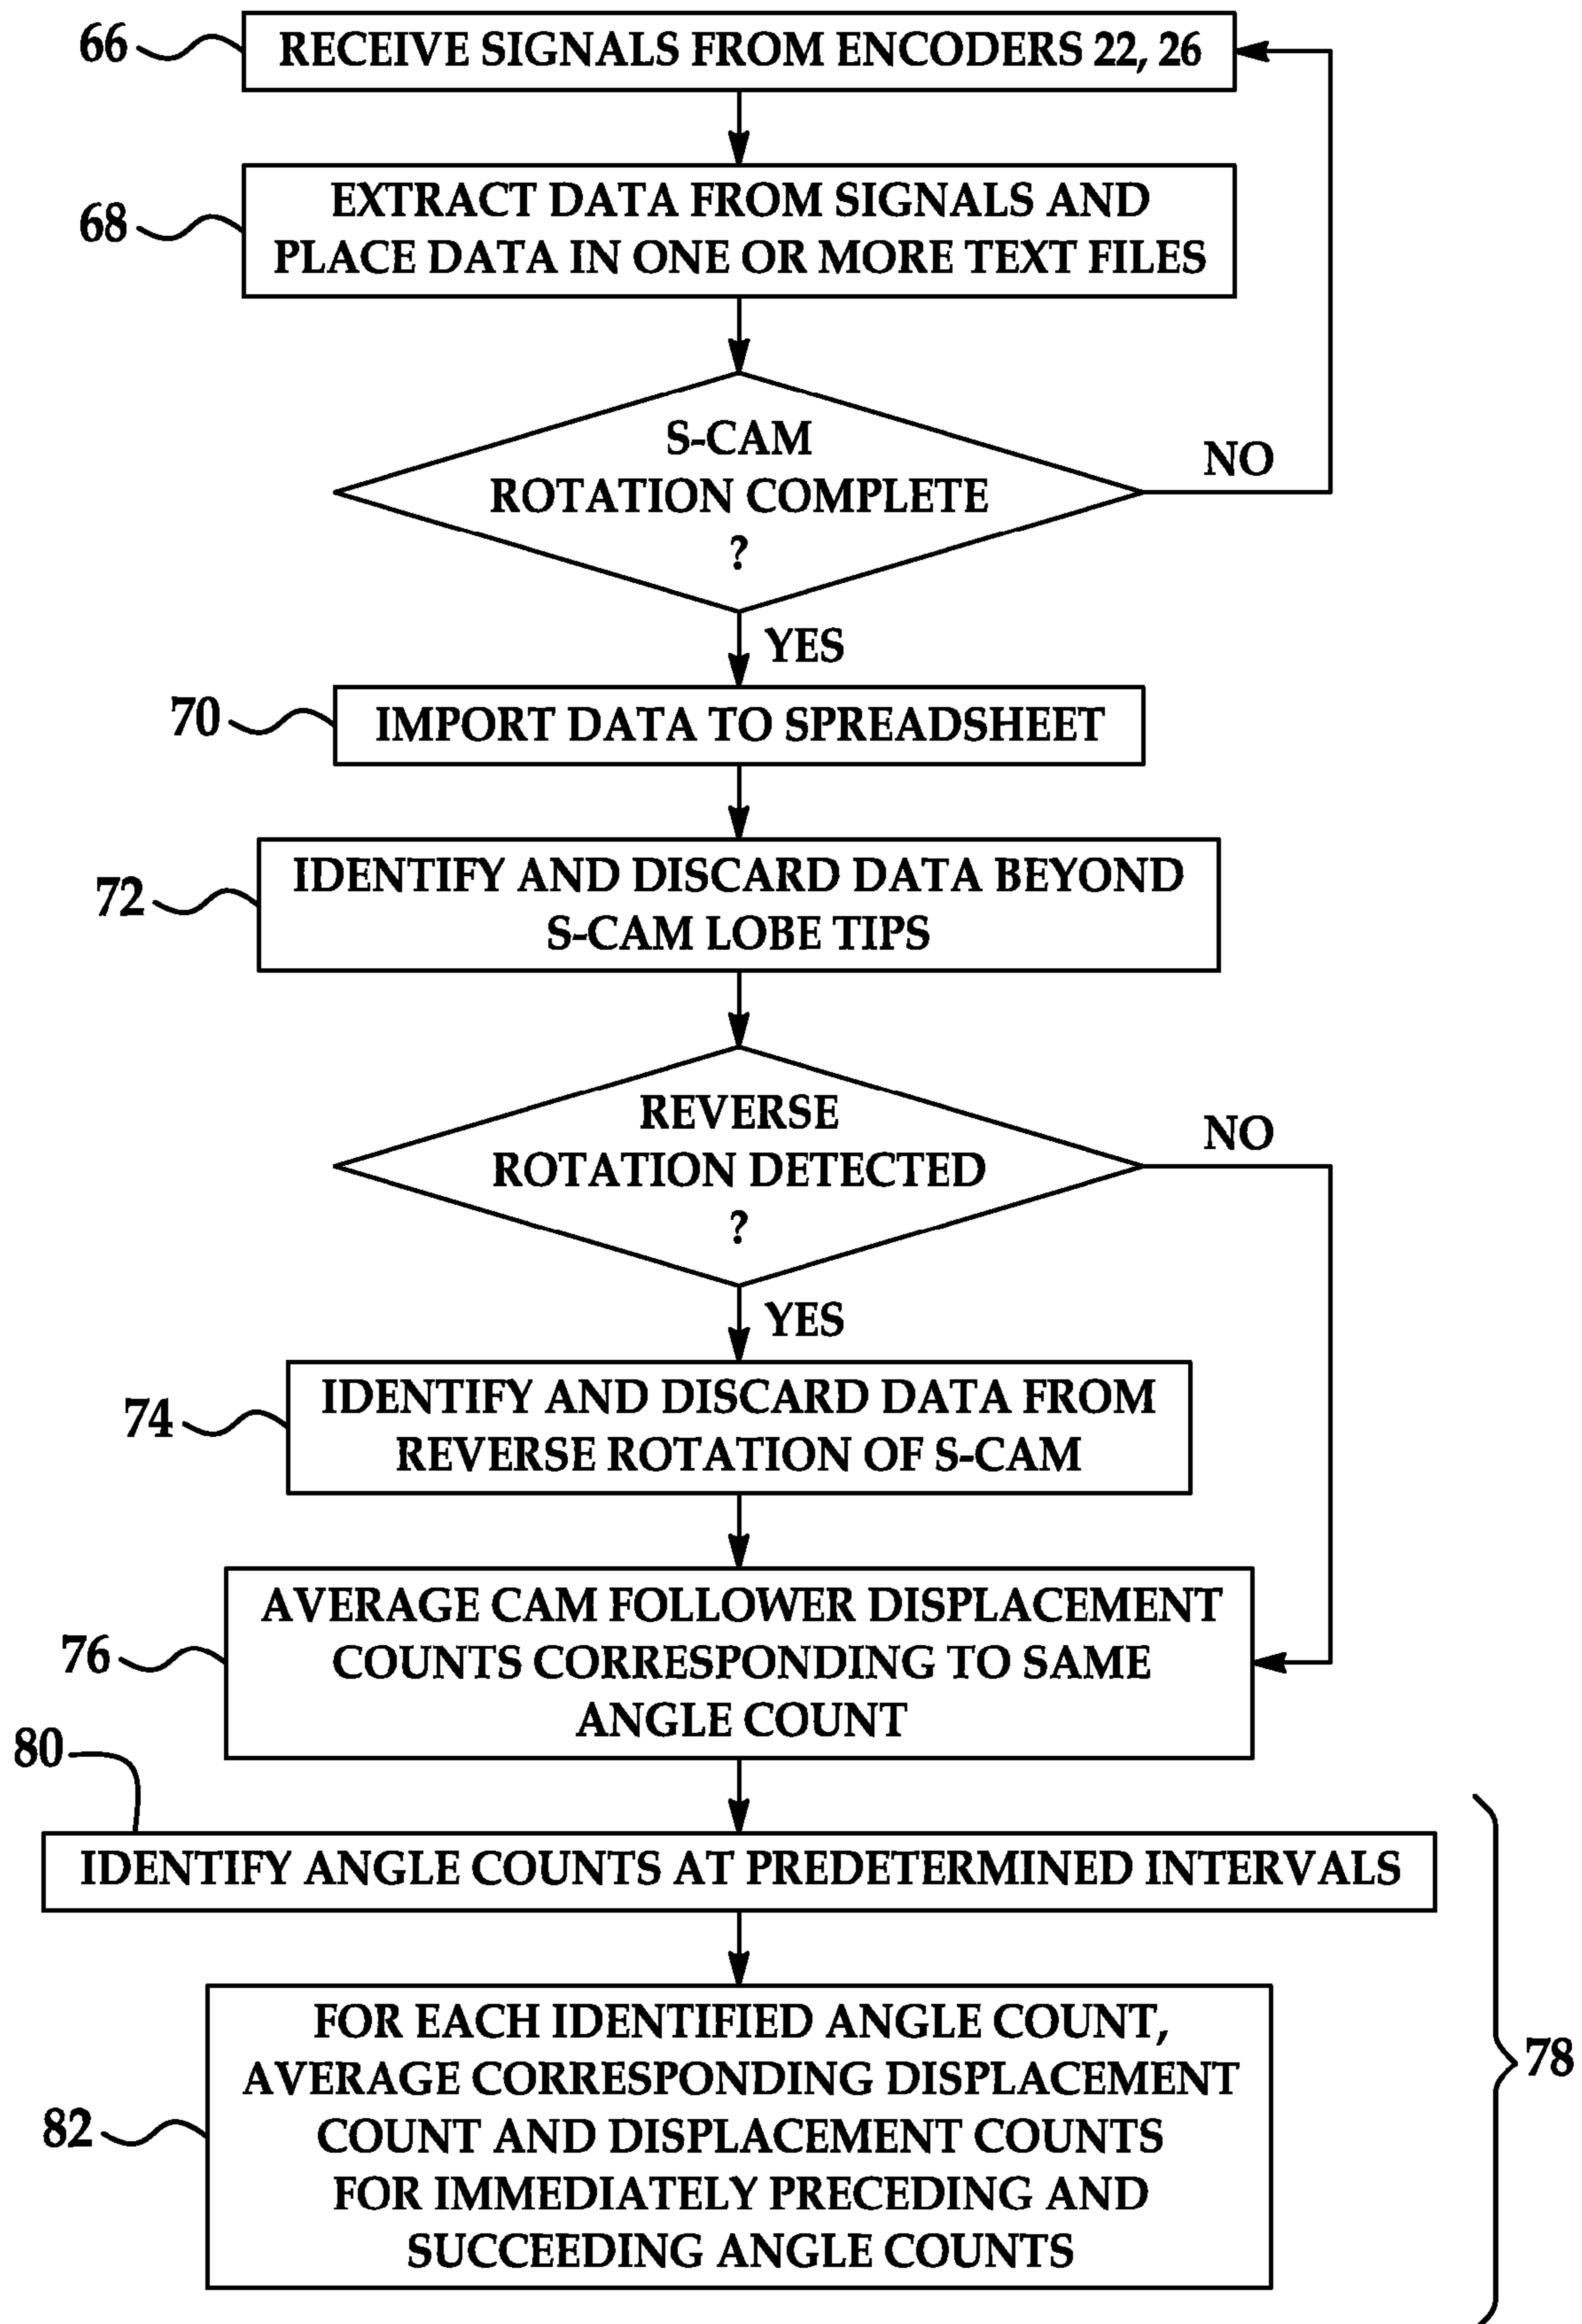 66
RECEIVE SIGNALS FROM ENCODERS 22, 26
68
EXTRACT DATA FROM SIGNALS AND
PLACE DATA IN ONE OR MORE TEXT FILES
S-CAM
ROTATION COMPLETE
?
NO
YES
70
IMPORT DATA TO SPREADSHEET
72
IDENTIFY AND DISCARD DATA BEYOND
S-CAM LOBE TIPS
REVERSE
ROTATION DETECTED
?
NO
YES
74
IDENTIFY AND DISCARD DATA FROM
REVERSE ROTATION OF S-CAM
76
AVERAGE CAM FOLLOWER DISPLACEMENT
COUNTS CORRESPONDING TO SAME
ANGLE COUNT
80
IDENTIFY ANGLE COUNTS AT PREDETERMINED INTERVALS
78
82
FOR EACH IDENTIFIED ANGLE COUNT,
AVERAGE CORRESPONDING DISPLACEMENT
COUNT AND DISPLACEMENT COUNTS
FOR IMMEDIATELY PRECEDING AND
SUCCEEDING ANGLE COUNTS